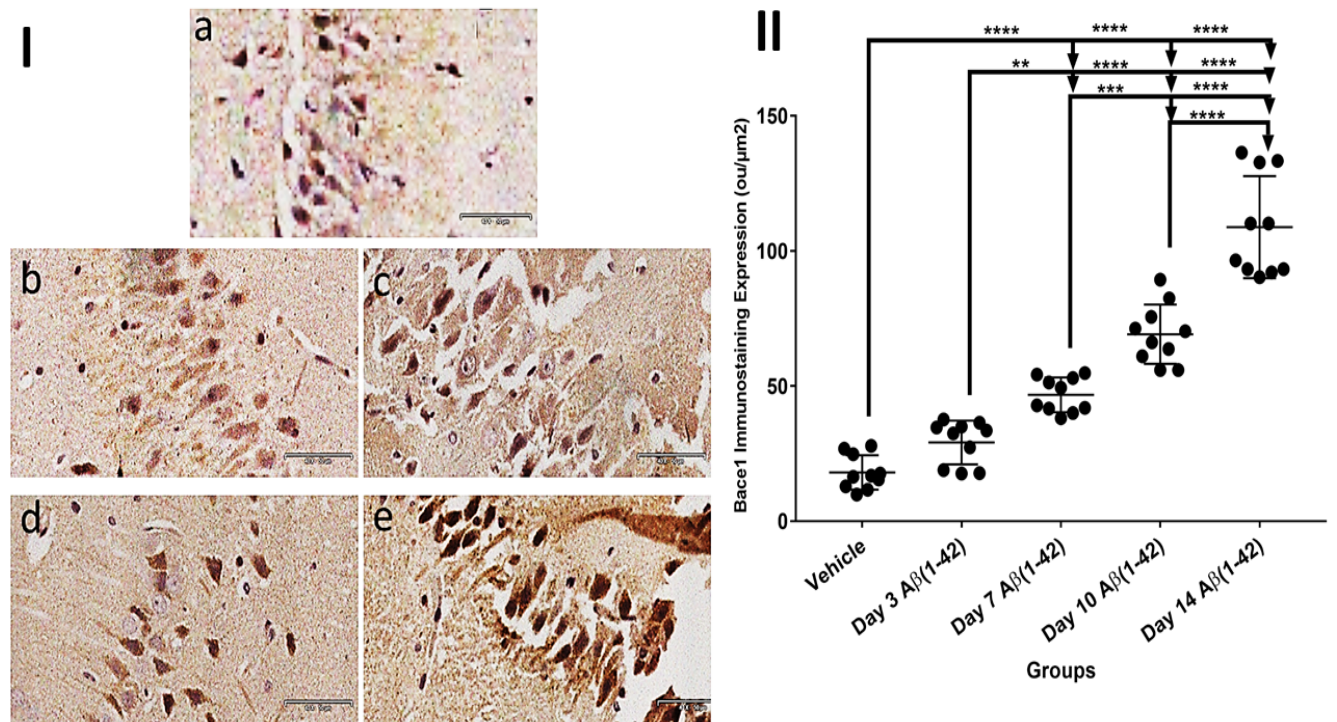 I
a
b
c
d
e
II
**** **** ****
** **** ****
*** ****
****
150
100
50
0
Bace1 Immunostaining Expression (ou/µm2)
Vehicle
Day 3 Aβ(1-42)
Day 7 Aβ(1-42)
Day 10 Aβ(1-42)
Day 14 Aβ(1-42)
Groups